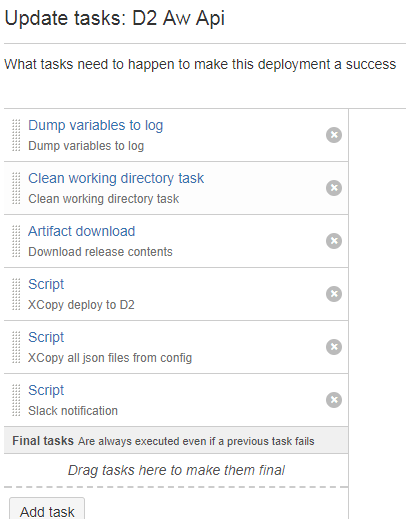 Update tasks: D2 Aw Api
What tasks need to happen to make this deployment a success
Dump variables to log
Dump variables to log
Clean working directory task
Clean working directory task
Artifact download
Download release contents
Script
XCopy deploy to D2
Script
XCopy all json files from config
Script
Slack notification
Final tasks Are always executed even if a previous task fails
Drag tasks here to make them final
Add task